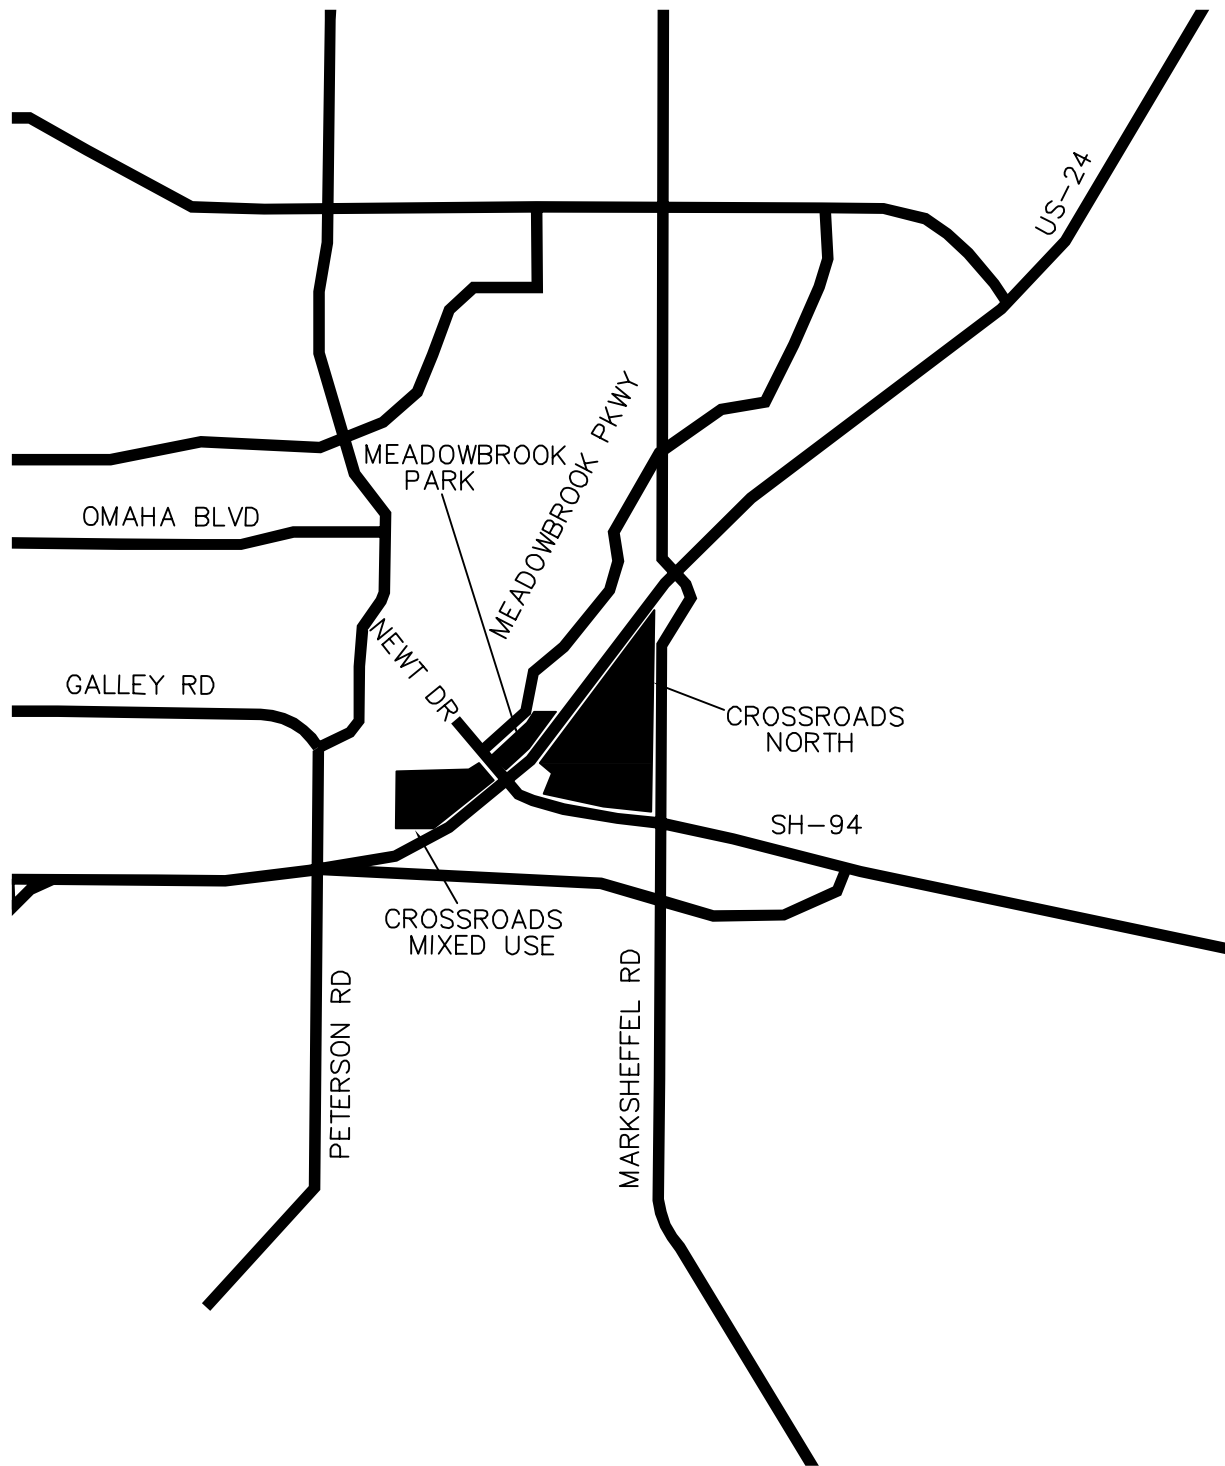 US-24
MEADOWBROOK PKWY
MEADOWBROOK
PARK
OMAHA BLVD
NEWT DR
GALLEY RD
CROSSROADS
NORTH
SH-94
CROSSROADS
MIXED USE
PETERSON RD
MARKSHEFFEL RD